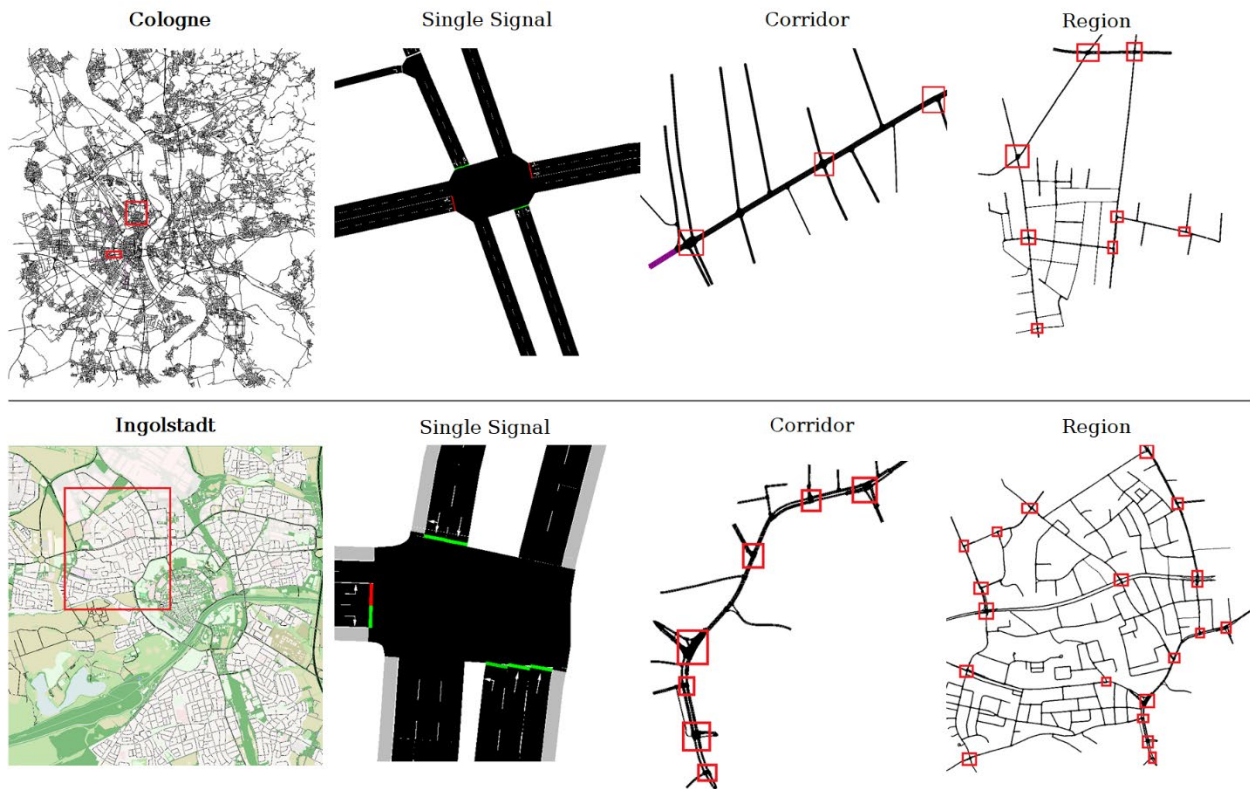 Cologne
Single Signal
Corridor
Region
Ingolstadt
Single Signal
Corridor
Region